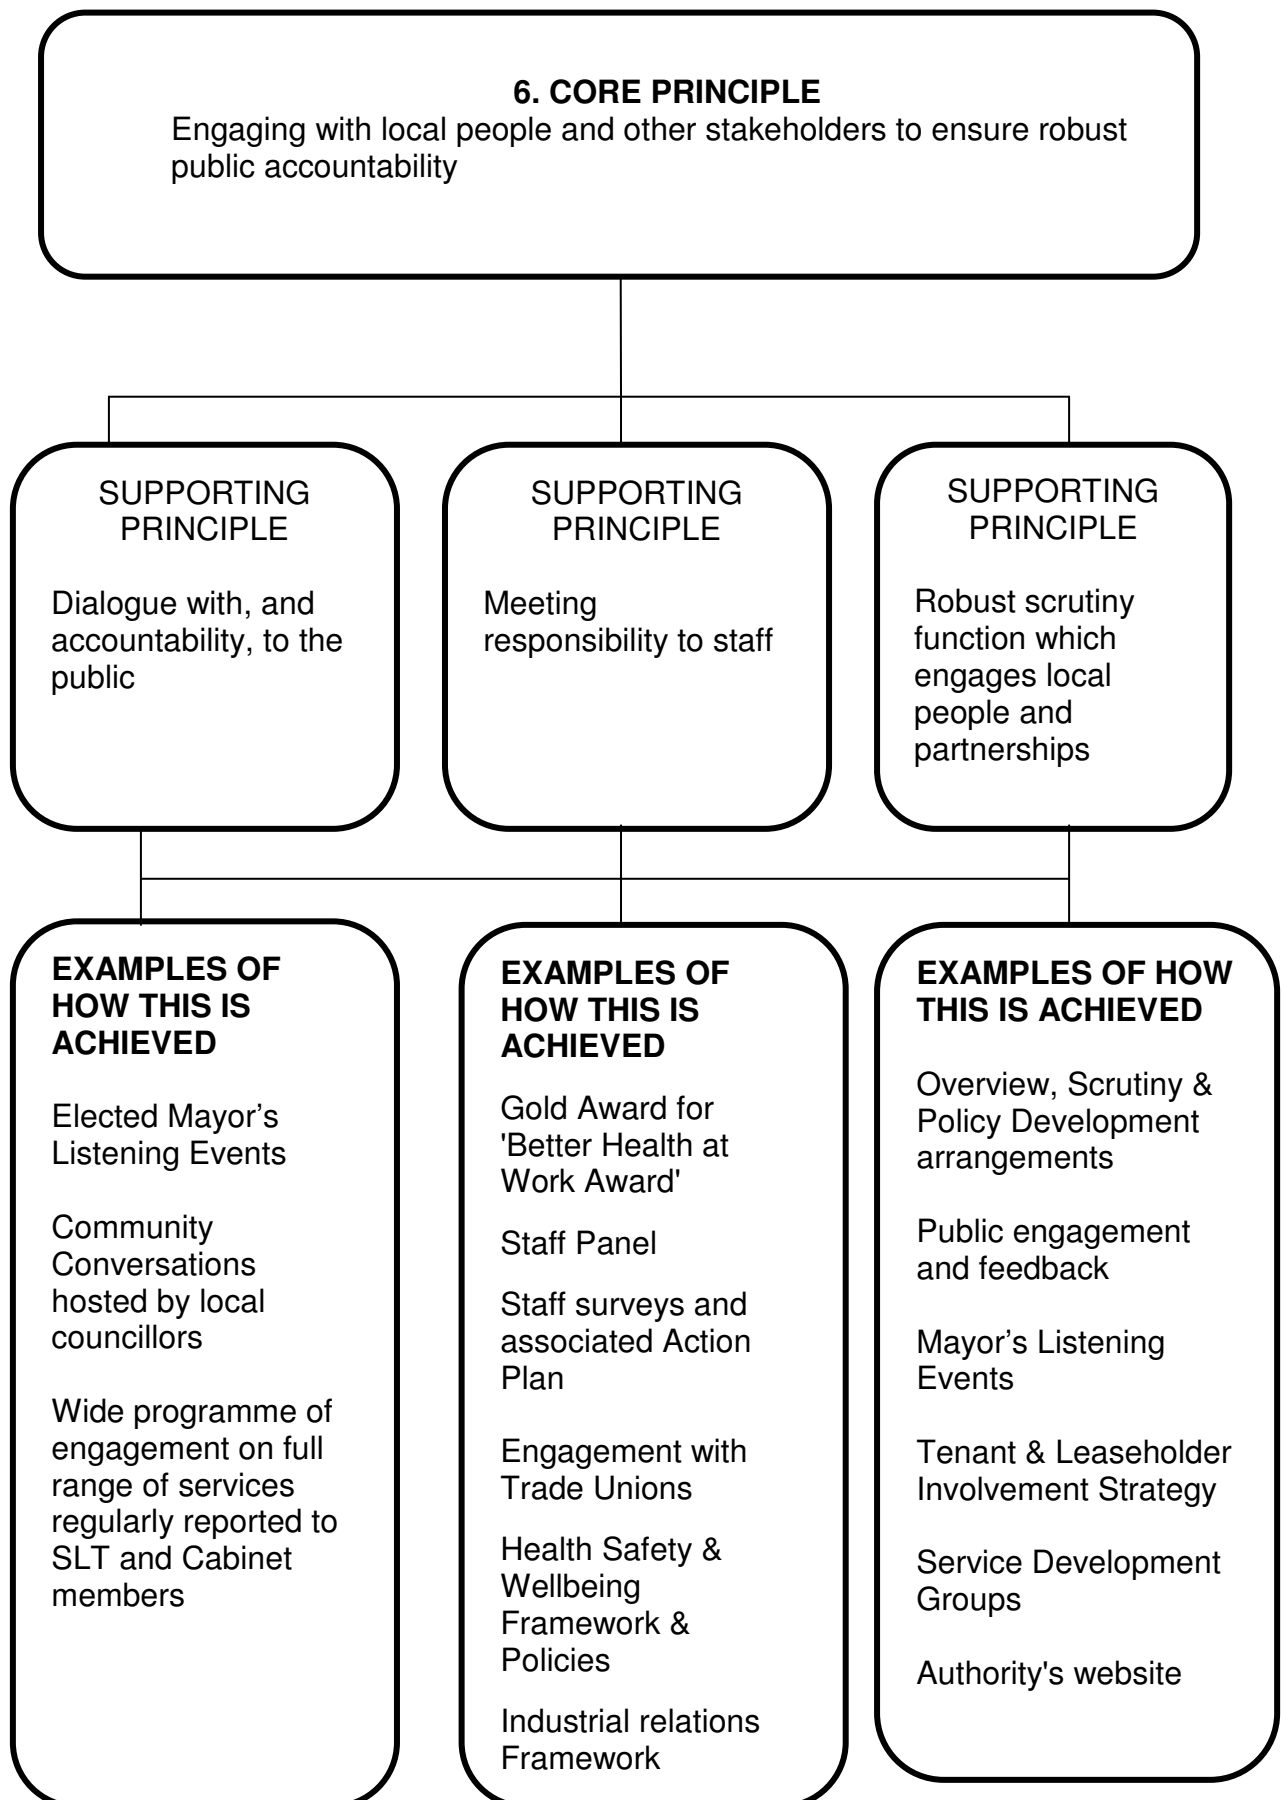 6. CORE PRINCIPLE
Engaging with local people and other stakeholders to ensure robust
public accountability
SUPPORTING
PRINCIPLE
Dialogue with, and
accountability, to the
public
SUPPORTING
PRINCIPLE
Meeting
responsibility to staff
SUPPORTING
PRINCIPLE
Robust scrutiny
function which
engages local
people and
partnerships
EXAMPLES OF
HOW THIS IS
ACHIEVED
Elected Mayor’s
Listening Events
Community
Conversations
hosted by local
councillors
Wide programme of
engagement on full
range of services
regularly reported to
SLT and Cabinet
members
EXAMPLES OF
HOW THIS IS
ACHIEVED
Gold Award for
'Better Health at
Work Award'
Staff Panel
Staff surveys and
associated Action
Plan
Engagement with
Trade Unions
Health Safety &
Wellbeing
Framework &
Policies
Industrial relations
Framework
EXAMPLES OF HOW
THIS IS ACHIEVED
Overview, Scrutiny &
Policy Development
arrangements
Public engagement
and feedback
Mayor’s Listening
Events
Tenant & Leaseholder
Involvement Strategy
Service Development
Groups
Authority's website